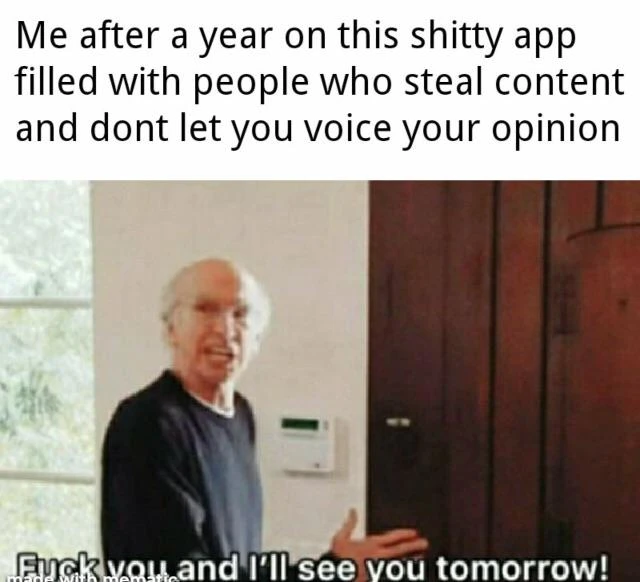 Me after a year on this shitty app
filled with people who steal content
and dont let you voice your opinion
Fuck you and I'll see you tomorrow!
made with mematic